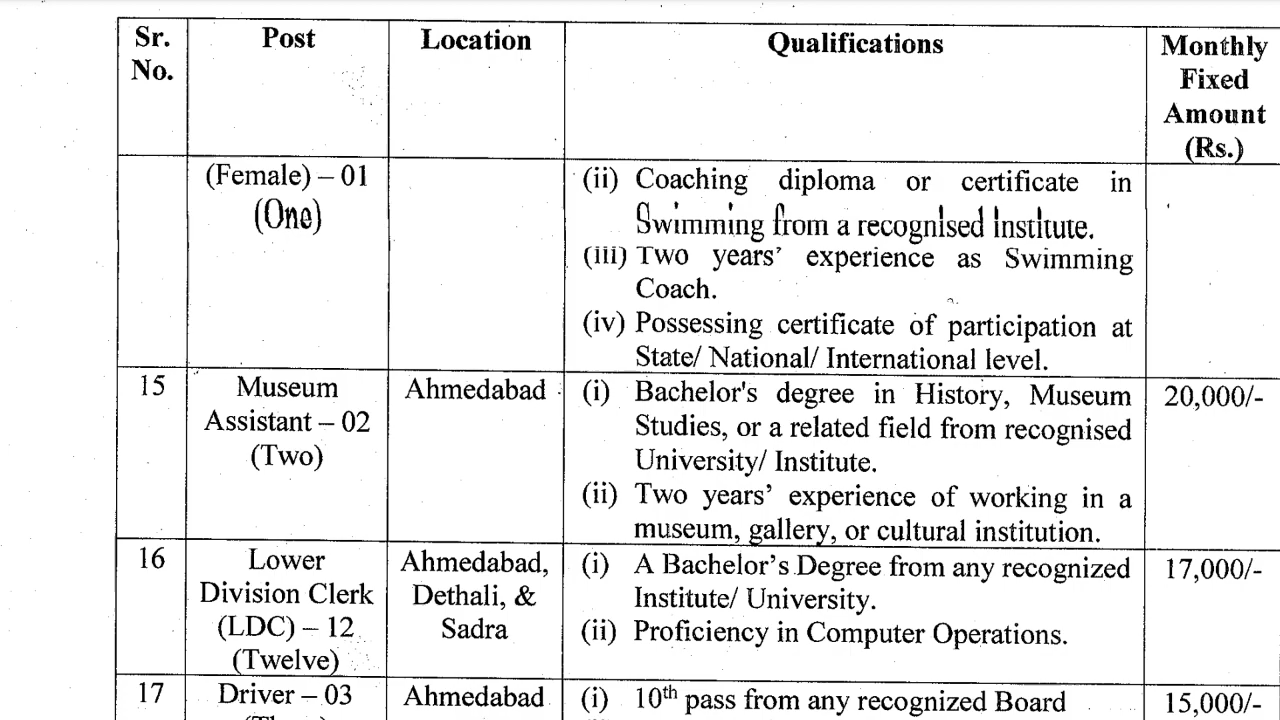 Sr. No. Post Location Qualifications Monthly Fixed Amount (Rs.)
(Female) – 01
(One)
(ii) Coaching diploma or certificate in
Swimming from a recognised Institute.
(iii) Two years’ experience as Swimming
Coach.
(iv) Possessing certificate of participation at
State/ National/ International level.
15
Museum
Assistant – 02
(Two)
Ahmedabad
(i) Bachelor's degree in History, Museum
Studies, or a related field from recognised
University/ Institute.
(ii) Two years’ experience of working in a
museum, gallery, or cultural institution.
20,000/-
16
Lower
Division Clerk
(LDC) – 12
(Twelve)
Ahmedabad,
Dethali, &
Sadra
(i) A Bachelor’s Degree from any recognized
Institute/ University.
(ii) Proficiency in Computer Operations.
17,000/-
17
Driver – 03
Ahmedabad
(i) 10th pass from any recognized Board
15,000/-